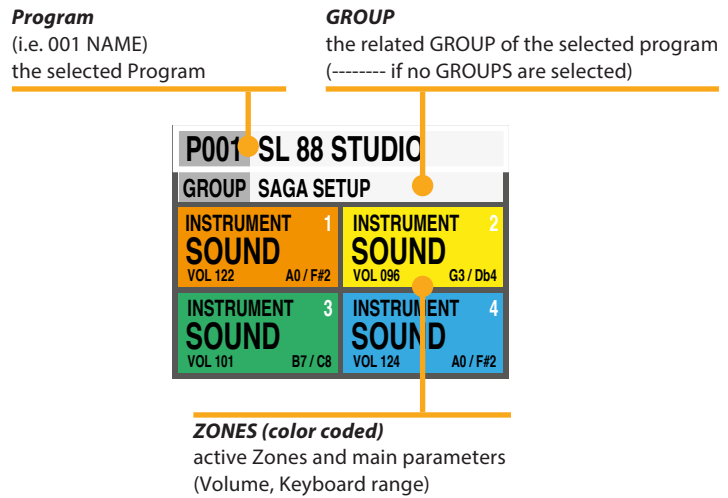 Program
(i.e. 001 NAME)
the selected Program
GROUP
the related GROUP of the selected program
(-------- if no GROUPS are selected)
P001 SL 88 STUDIO
GROUP SAGA SETUP
INSTRUMENT 1
SOUND
VOL 122 A0 / F#2
INSTRUMENT 2
SOUND
VOL 096 G3 / Db4
INSTRUMENT 3
SOUND
VOL 101 B7 / C8
INSTRUMENT 4
SOUND
VOL 124 A0 / F#2
ZONES (color coded)
active Zones and main parameters
(Volume, Keyboard range)